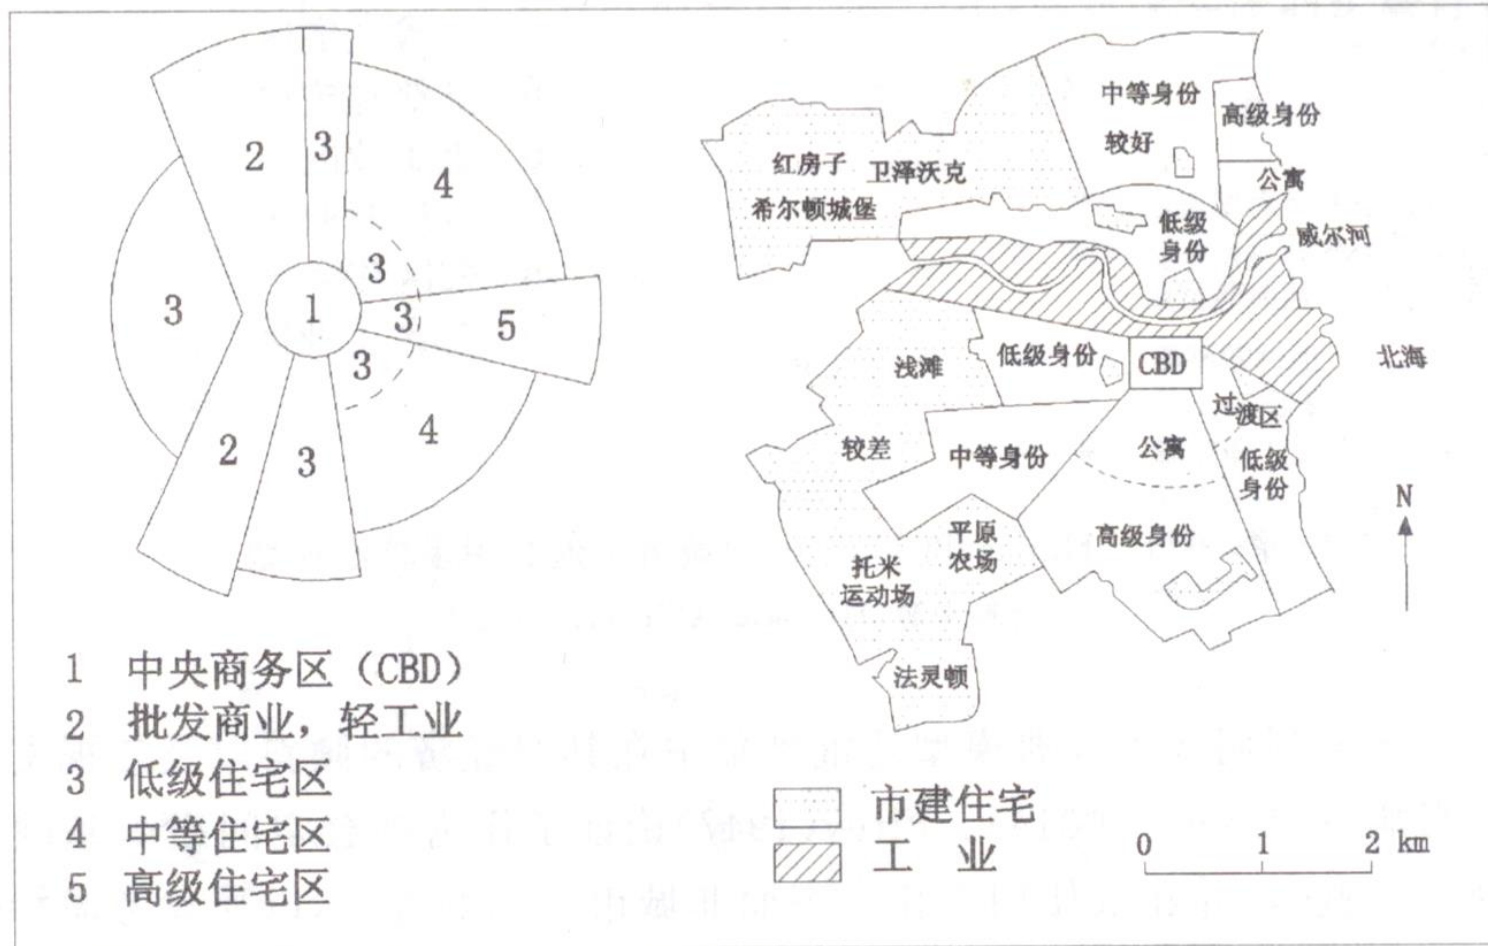 2
3
4
3
3
1
3
5
3
4
2
3
1 中央商务区（CBD）
2 批发商业，轻工业
3 低级住宅区
4 中等住宅区
5 高级住宅区
中等身份
较好
高级身份
公寓
红房子
卫泽沃克
希尔顿城堡
低级
身份
威尔河
北海
浅滩
低级身份
CBD
过渡区
较差
中等身份
公寓
低级
身份
N
平原
农场
高级身份
托米
运动场
法灵顿
市建住宅
工 业
0 1 2 km